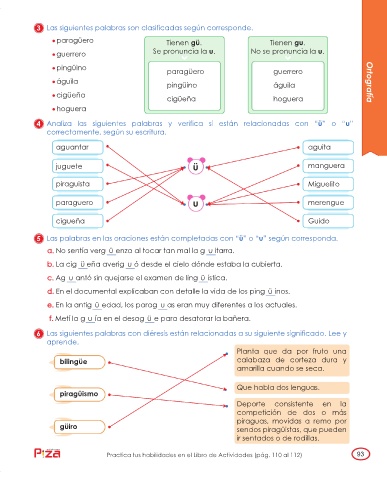 3 Las siguientes palabras son clasificadas según corresponde.
• paragüero
• guerrero
• pingüino
• águila
• cigüeña
• hoguera
Tienen gü.
Se pronuncia la u.
paragüero
pingüino
cigüeña
Tienen gu.
No se pronuncia la u.
guerrero
águila
hoguera
Ortografía
4 Analiza las siguientes palabras y verifica si están relacionadas con "ü" o "u"
correctamente, según su escritura.
aguantar
juguete
piraguista
paraguero
cigueña
ü
u
aguita
manguera
Miguelito
merengue
Guido
5 Las palabras en las oraciones están completadas con "ü" o "u" según corresponda.
a. No sentía verg ü enza al tocar tan mal la g u itarra.
b. La cig ü eña averig u ó desde el cielo dónde estaba la cubierta.
c. Ag u antó sin quejarse el examen de ling ü ística.
d. En el documental explicaban con detalle la vida de los ping ü inos.
e. En la antig ü edad, los parag u as eran muy diferentes a los actuales.
f. Metí la g u ía en el desag ü e para desatorar la bañera.
6 Las siguientes palabras con diéresis están relacionadas a su siguiente significado. Lee y
aprende.
bilingüe
piragüismo
güiro
Planta que da por fruto una
calabaza de corteza dura y
amarilla cuando se seca.
Que habla dos lenguas.
Deporte consistente en la
competición de dos o más
piraguas, movidas a remo por
sendos piragüistas, que pueden
ir sentados o de rodillas.
Practica tus habilidades en el Libro de Actividades (pág. 110 al 112)
93